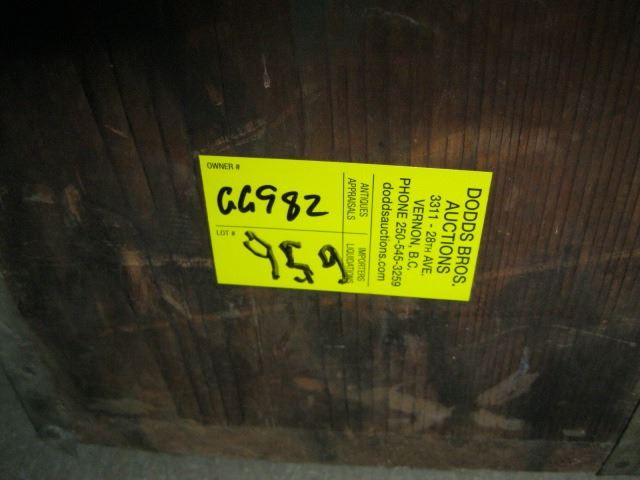 OWNER #
GG982
LOT #
959
ANTIQUES
APPRAISALS
IMPORTERS
LIQUIDATIONS
DODDS BROS.
AUCTIONS
3311 - 28TH AVE.
VERNON, B.C.
PHONE 250-545-3259
doddsauctions.com